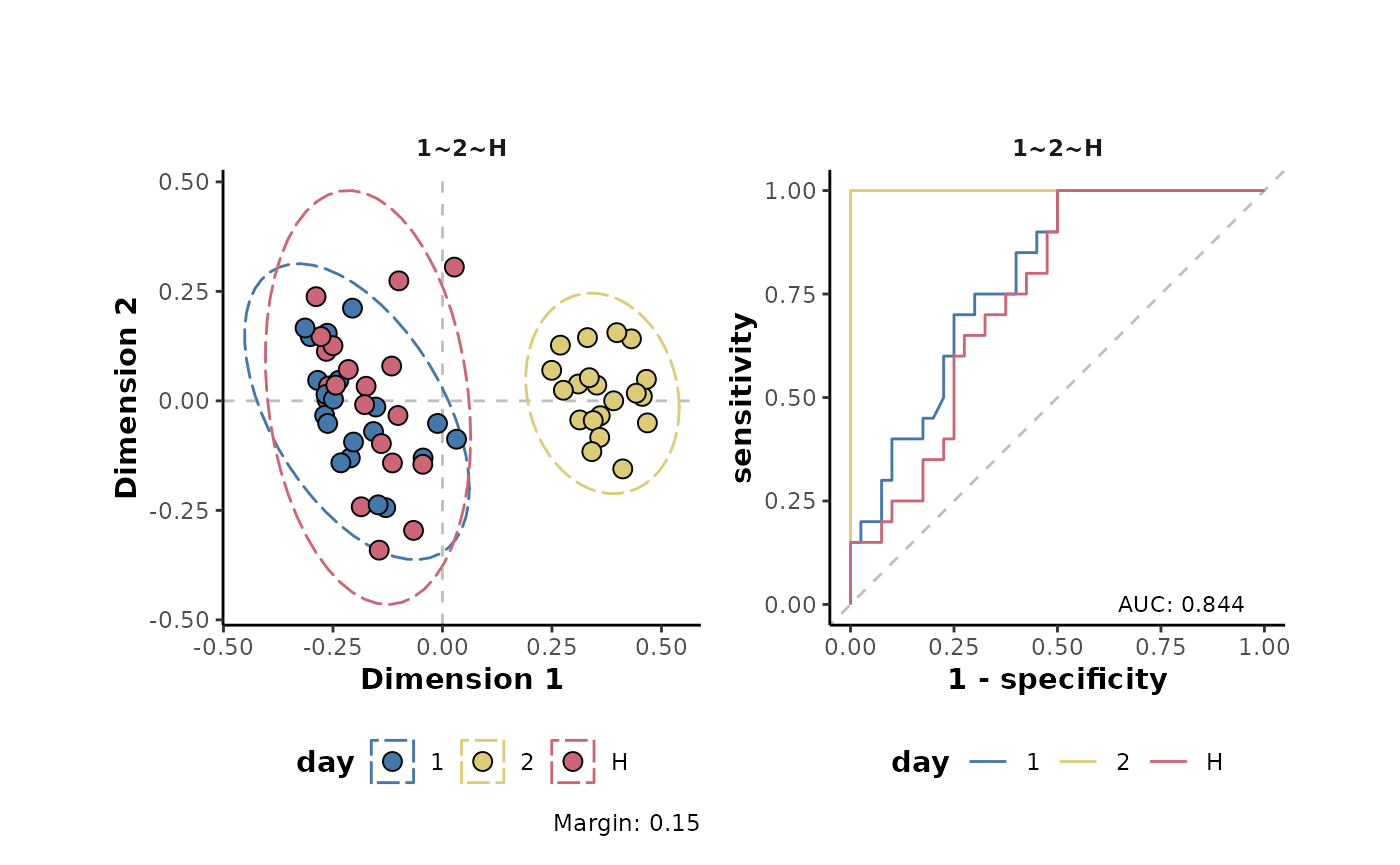 1~2~H
0.50
0.25
0.00
-0.25
-0.50
Dimension 2
-0.50 -0.25 0.00 0.25 0.50
Dimension 1
day 1 2 H
Margin: 0.15
1~2~H
1.00
0.75
0.50
0.25
0.00
sensitivity
AUC: 0.844
0.00 0.25 0.50 0.75 1.00
1 - specificity
day 1 2 H